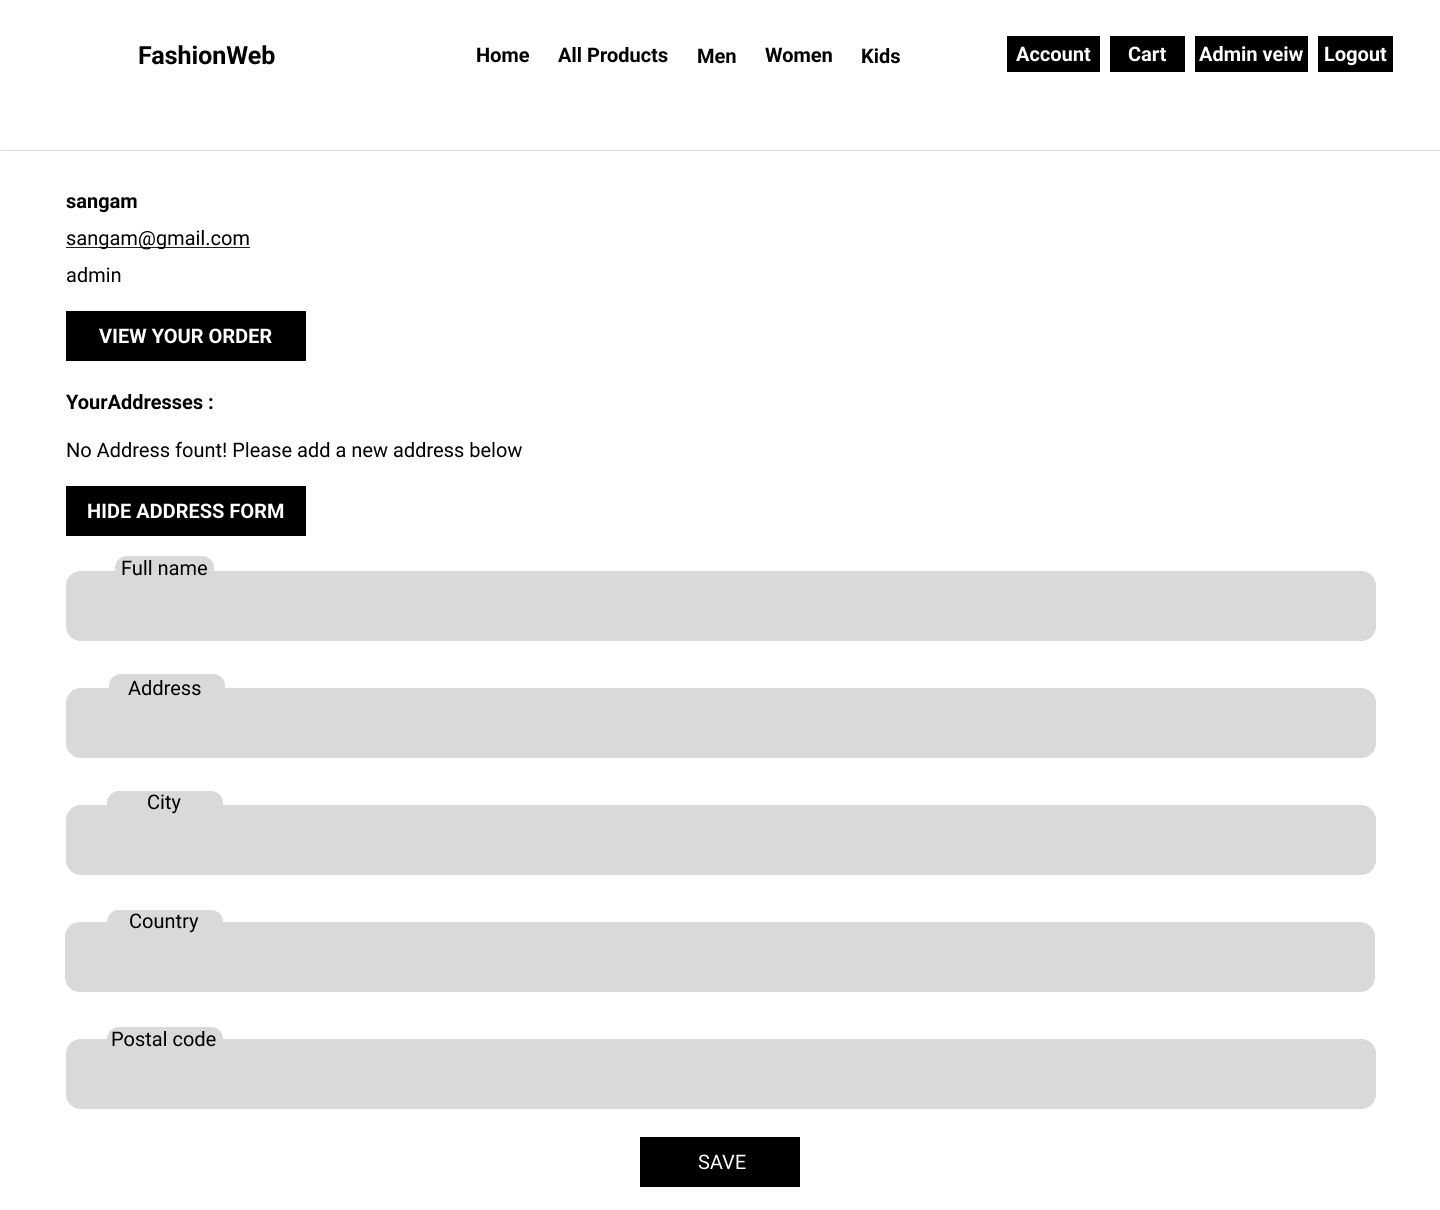 FashionWeb Home All Products Men Women Kids Account Cart Admin veiw Logout
sangam
sangam@gmail.com
admin
VIEW YOUR ORDER
YourAddresses :
No Address fount! Please add a new address below
HIDE ADDRESS FORM
Full name
Address
City
Country
Postal code
SAVE